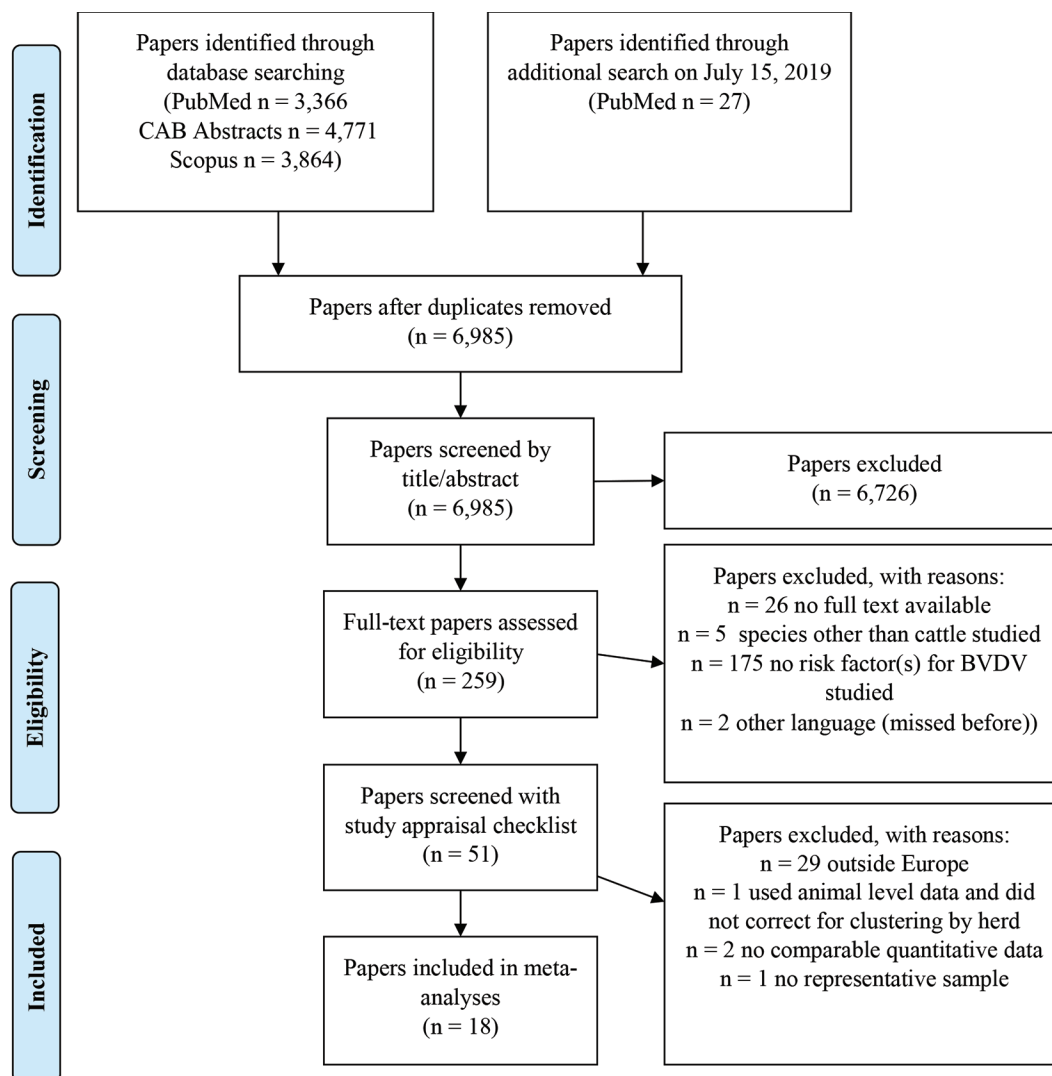 Identification
Papers identified through
database searching
(PubMed n = 3,366
CAB Abstracts n = 4,771
Scopus n = 3,864)
Papers identified through
additional search on July 15, 2019
(PubMed n = 27)
Papers after duplicates removed
(n = 6,985)
Screening
Papers screened by
title/abstract
(n = 6,985)
Papers excluded
(n = 6,726)
Eligibility
Full-text papers assessed
for eligibility
(n = 259)
Papers excluded, with reasons:
n = 26 no full text available
n = 5 species other than cattle studied
n = 175 no risk factor(s) for BVDV
studied
n = 2 other language (missed before))
Papers screened with
study appraisal checklist
(n = 51)
Papers excluded, with reasons:
n = 29 outside Europe
n = 1 used animal level data and did
not correct for clustering by herd
n = 2 no comparable quantitative data
n = 1 no representative sample
Included
Papers included in meta-
analyses
(n = 18)